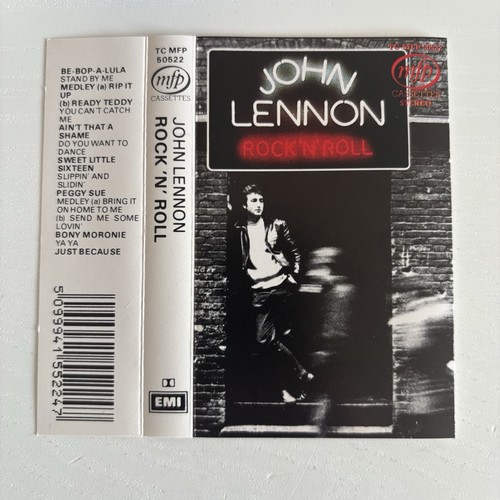 BE-BOP-A-LULA
STAND BY ME
MEDLEY (a) RIP IT
UP
(b) READY TEDDY
YOU CAN'T CATCH
ME
AIN'T THAT A
SHAME
DO YOU WANT TO
DANCE
SWEET LITTLE
SIXTEEN
SLIPPIN' AND
SLIDIN'
PEGGY SUE
MEDLEY (a) BRING IT
ON HOME TO ME
(b) SEND ME SOME
LOVIN'
BONY MORONIE
YA YA
JUST BECAUSE
5 099941 552247
TC MFP
50522
mfp
CASSETTES
JOHN LENNON
ROCK 'N' ROLL
EMI
mfp
CASSETTES
STEREO
JOHN
LENNON
ROCK 'N' ROLL